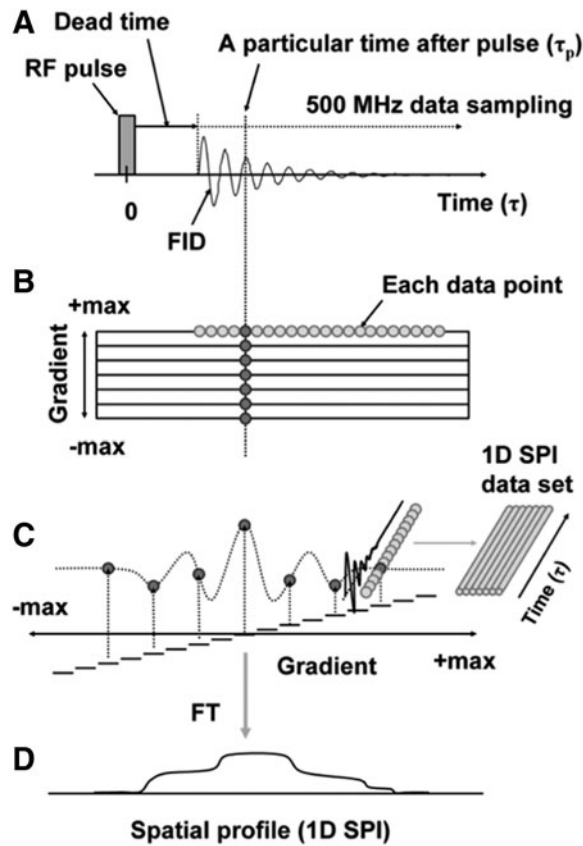 A
Dead time
A particular time after pulse (τp)
RF pulse
500 MHz data sampling
0
Time (τ)
FID
B
Each data point
+max
Gradient
-max
1D SPI
data set
C
Time (τ)
-max
Gradient
+max
FT
D
Spatial profile (1D SPI)